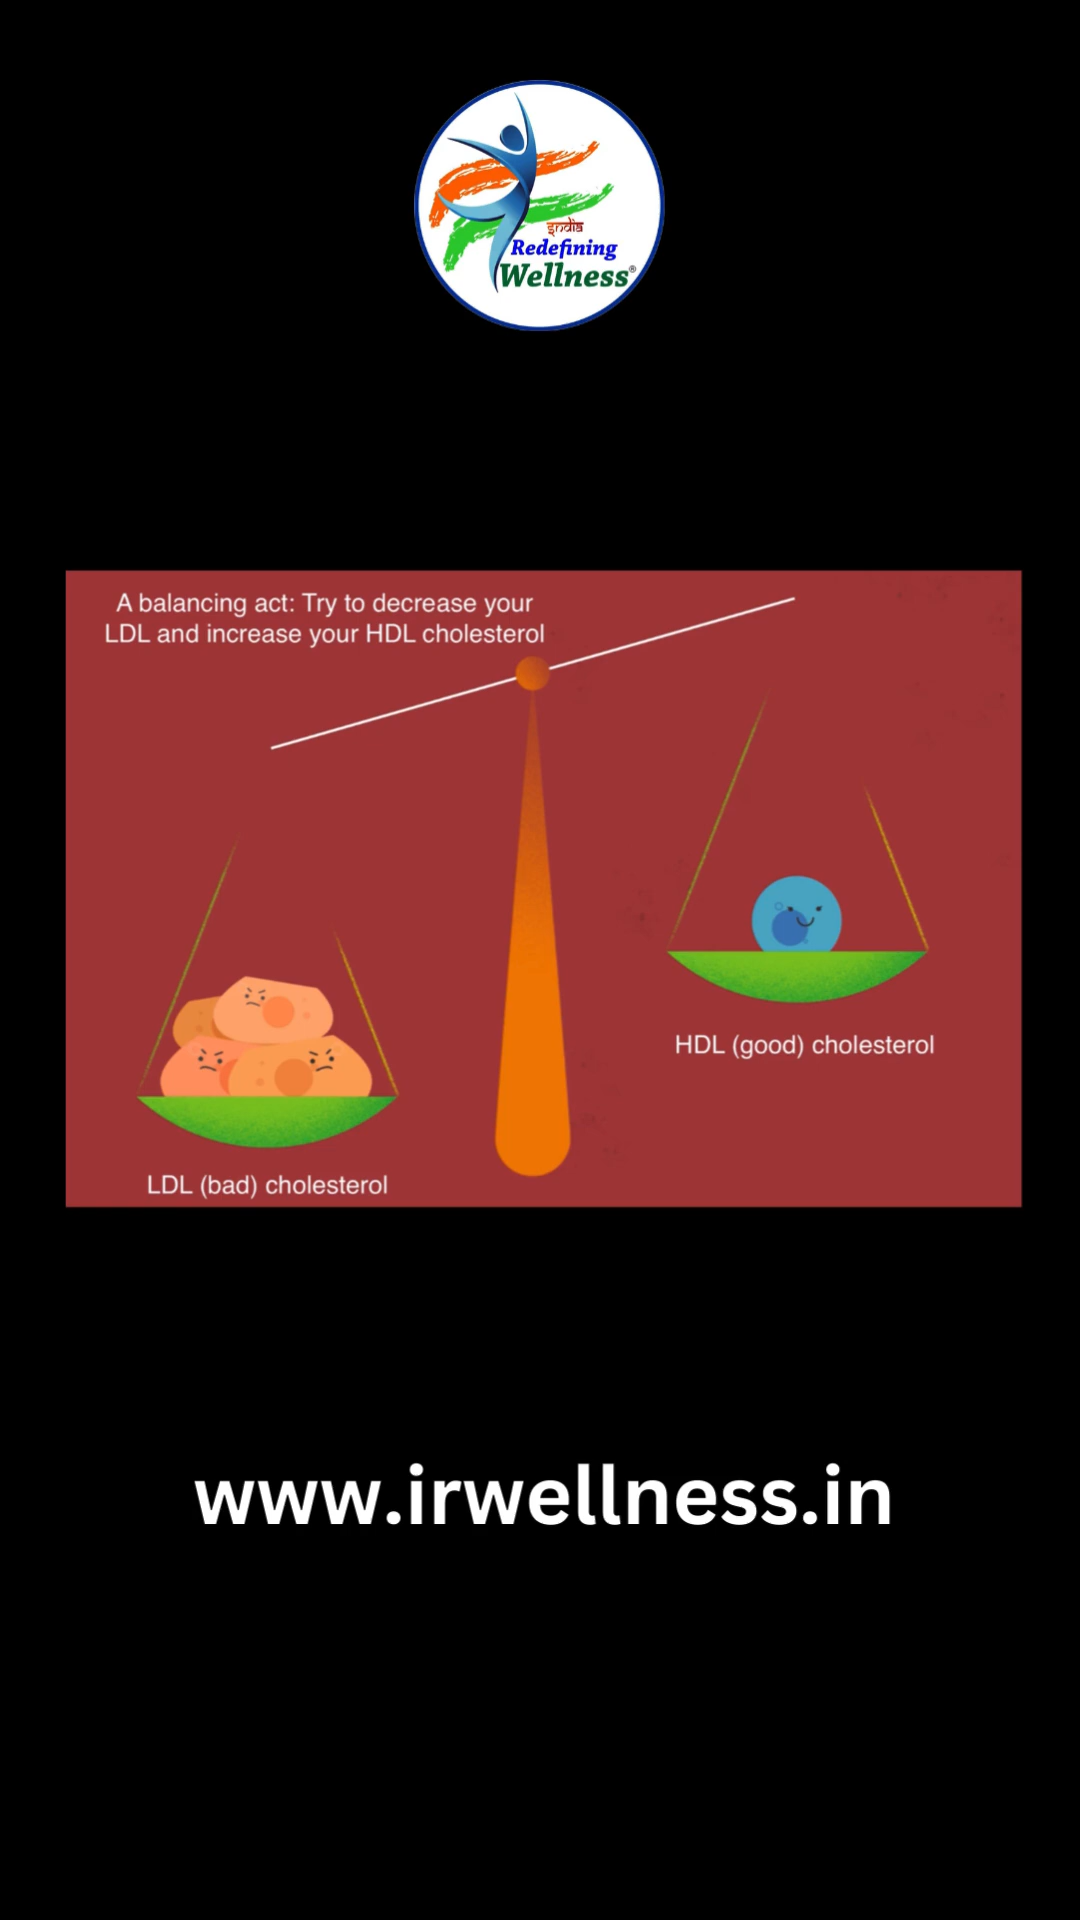 india
Redefining
Wellness®
A balancing act: Try to decrease your
LDL and increase your HDL cholesterol
HDL (good) cholesterol
LDL (bad) cholesterol
www.irwellness.in